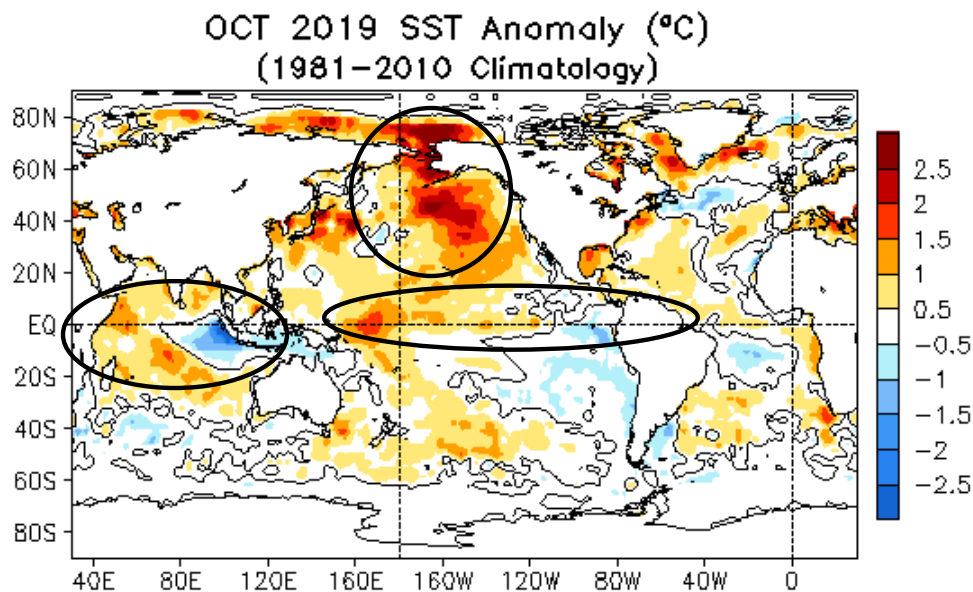 OCT 2019 SST Anomaly (ºC)
(1981-2010 Climatology)
80N
60N
40N
20N
EQ
20S
40S
60S
80S
40E 80E 120E 160E 160W 120W 80W 40W 0
2.5
2
1.5
1
0.5
-0.5
-1
-1.5
-2
-2.5